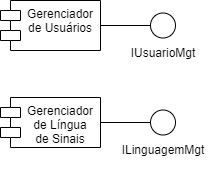 Gerenciador
de Usuários
IUsuarioMgt
Gerenciador
de Língua
de Sinais
ILinguagemMgt